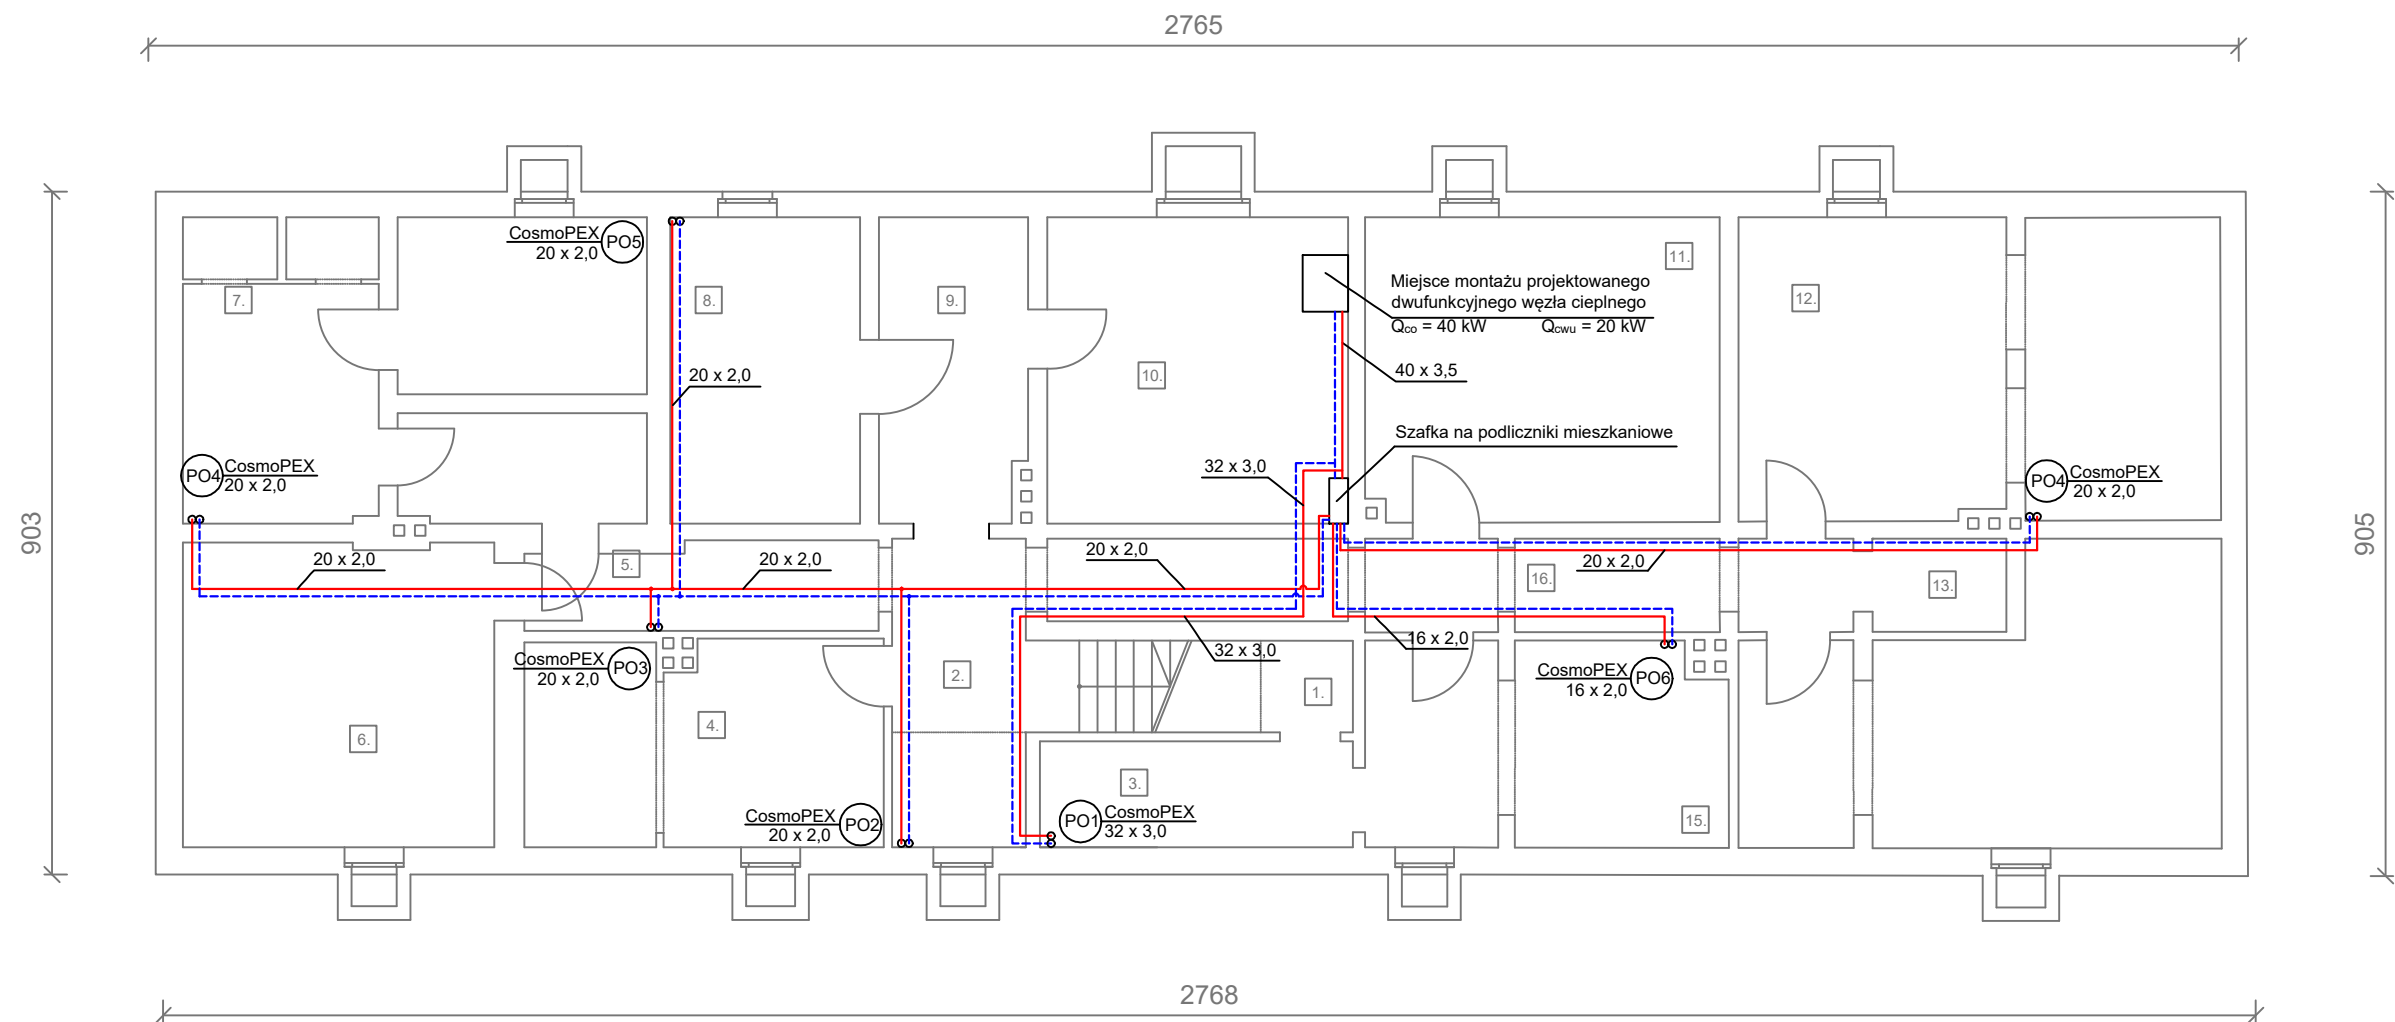 2765
CosmoPEX
20 x 2,0
PO5
7.
8.
9.
11.
12.
Miejsce montażu projektowanego
dwufunkcyjnego węzła cieplnego
Qco = 40 kW
Qcwu = 20 kW
20 x 2,0
10.
40 x 3,5
Szafka na podliczniki mieszkaniowe
32 x 3,0
PO4
CosmoPEX
20 x 2,0
PO4
CosmoPEX
20 x 2,0
903
905
20 x 2,0
5.
20 x 2,0
20 x 2,0
16.
20 x 2,0
13.
CosmoPEX
20 x 2,0
PO3
2.
32 x 3,0
1.
16 x 2,0
CosmoPEX
16 x 2,0
PO6
6.
4.
3.
15.
CosmoPEX
20 x 2,0
PO2
PO1
CosmoPEX
32 x 3,0
2768